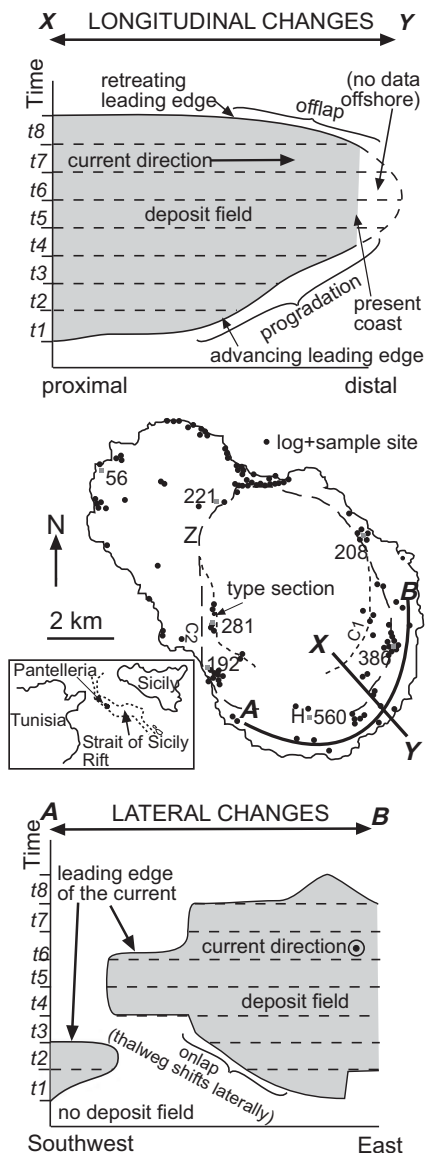 X LONGITUDINAL CHANGES Y
Time
retreating
leading edge
offlap
(no data
offshore)
t8
t7
t6
t5
t4
t3
t2
t1
current direction
deposit field
progradation
present
coast
advancing leading edge
proximal
distal
log+sample site
56
221
N
Z
208
type section
B
2 km
C2
281
C1
X
386
192
A
H
560
Y
Pantelleria
Sicily
Tunisia
Strait of Sicily
Rift
A LATERAL CHANGES B
Time
leading edge
of the current
t8
t7
t6
t5
t4
t3
t2
t1
current direction
deposit field
onlap
(thalweg shifts laterally)
no deposit field
Southwest
East